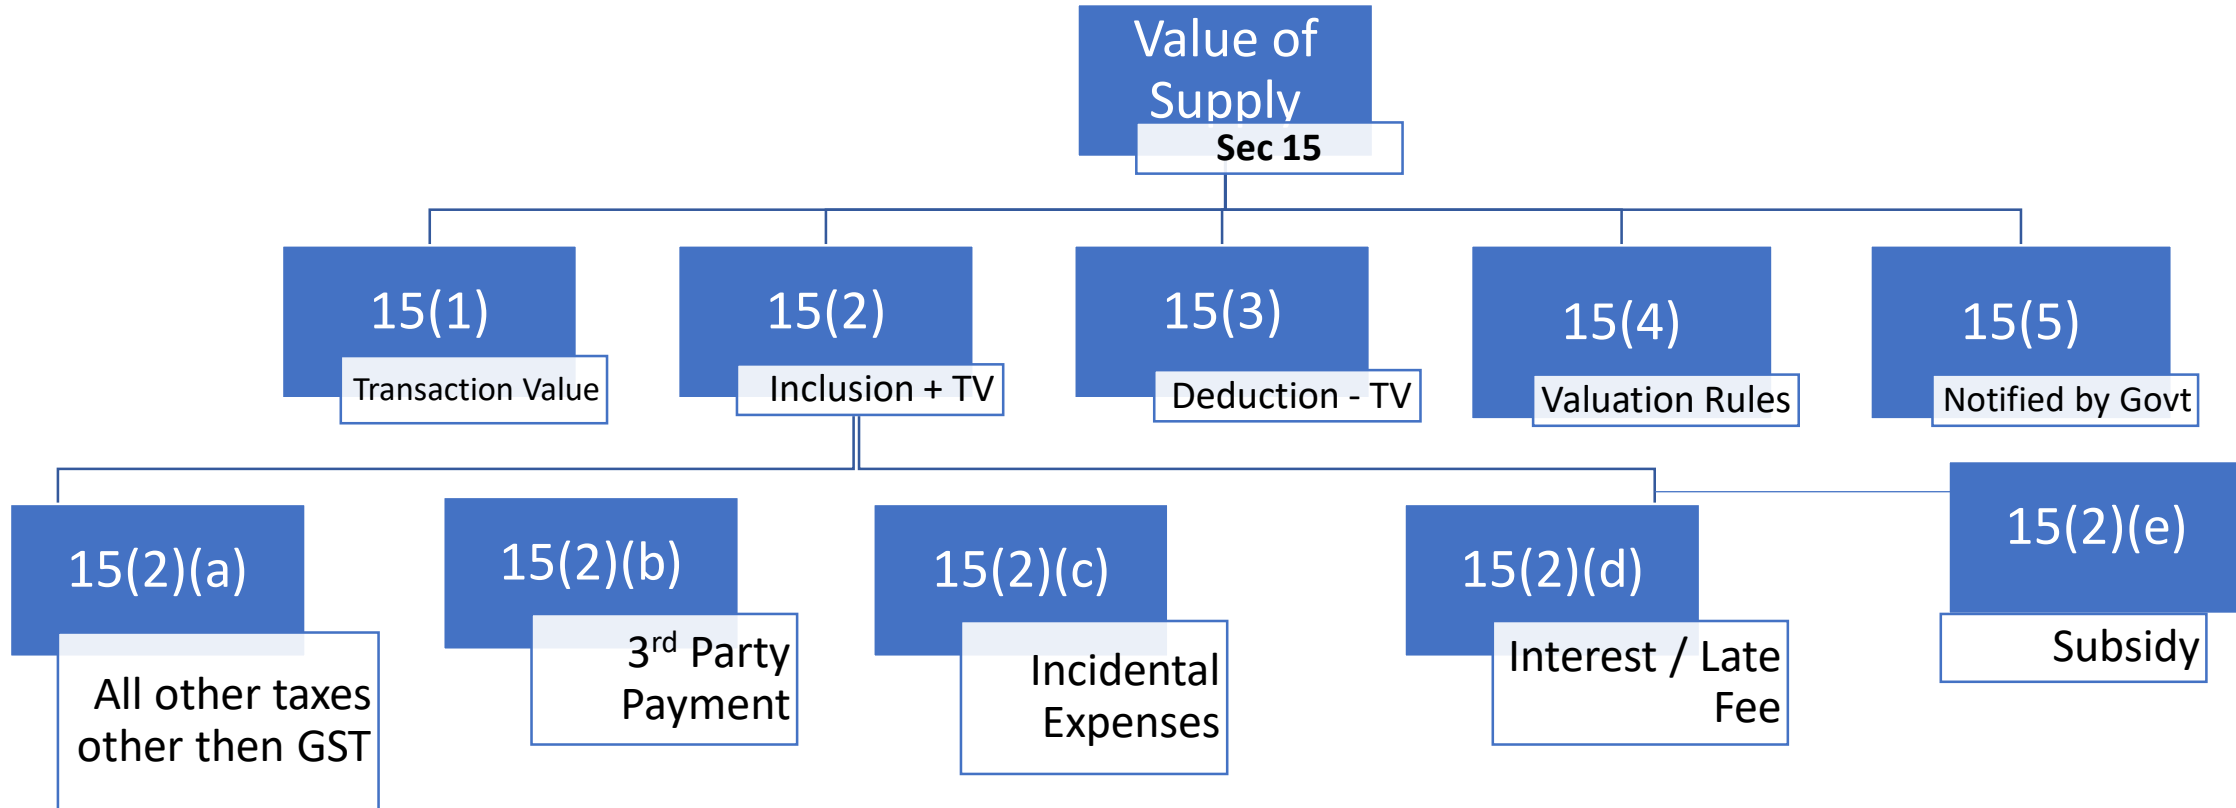 Value of
Supply
Sec 15
15(1)
Transaction Value
15(2)
Inclusion + TV
15(3)
Deduction - TV
15(4)
Valuation Rules
15(5)
Notified by Govt
15(2)(a)
All other taxes
other then GST
15(2)(b)
3rd Party
Payment
15(2)(c)
Incidental
Expenses
15(2)(d)
Interest / Late
Fee
15(2)(e)
Subsidy